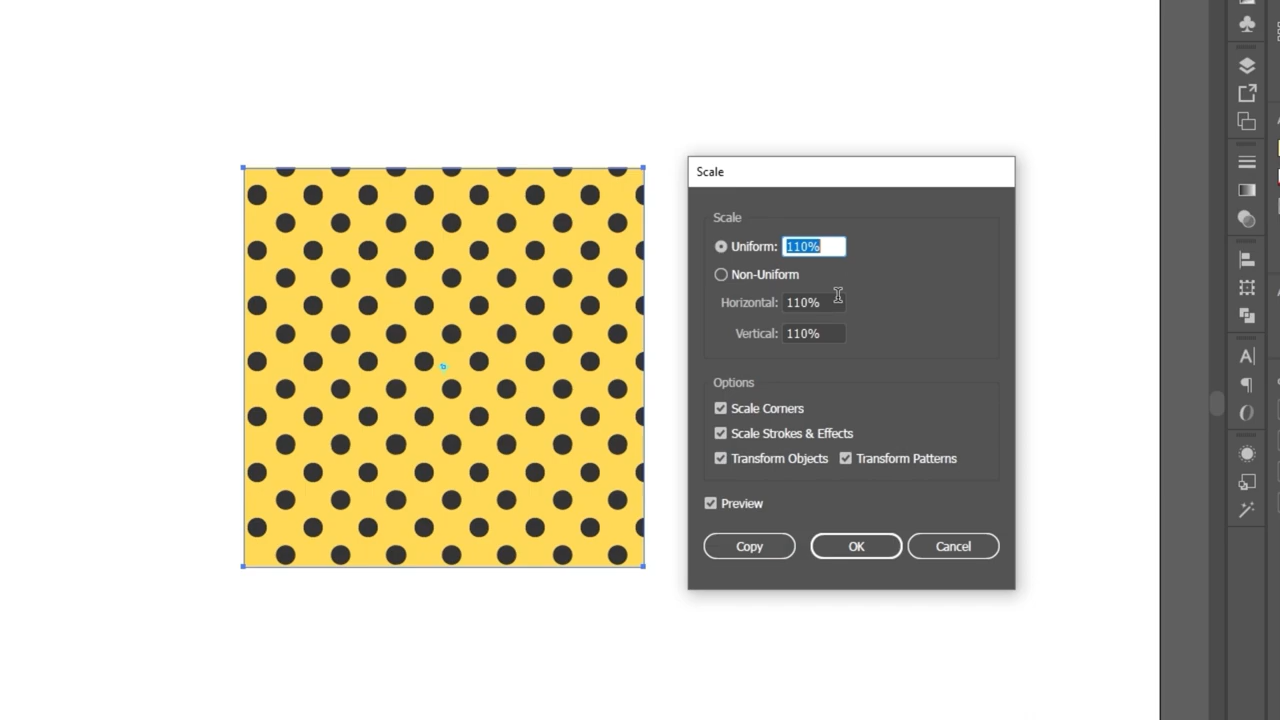 Scale
Scale
Uniform: 110%
Non-Uniform
Horizontal: 110%
Vertical: 110%
Options
Scale Corners
Scale Strokes & Effects
Transform Objects Transform Patterns
Preview
Copy OK Cancel